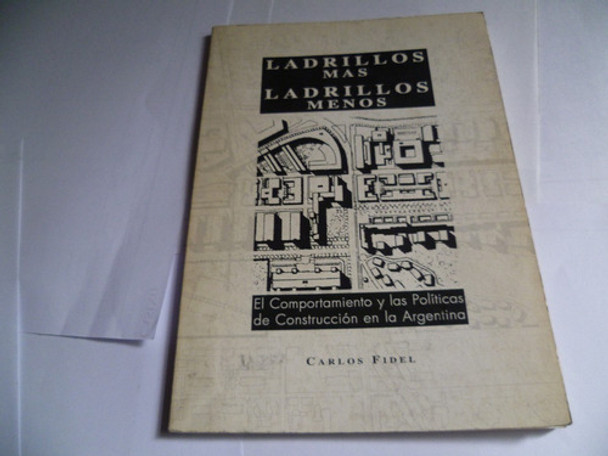 LADRILLOS
MAS
LADRILLOS
MENOS
El Comportamiento y las Políticas
de Construcción en la Argentina
CARLOS FIDEL